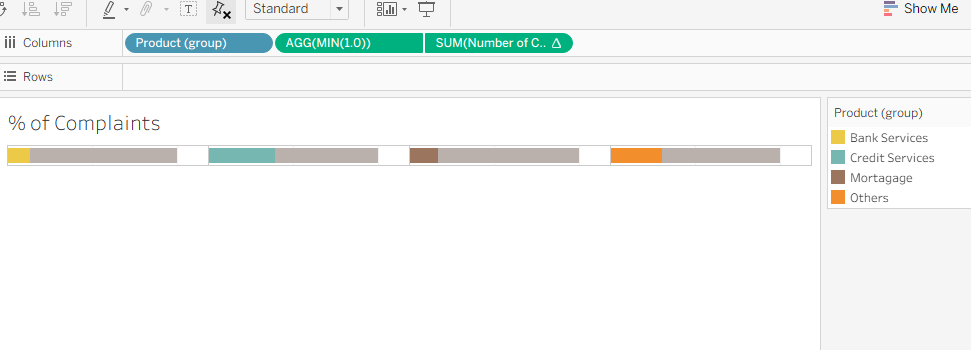 Standard
Show Me
Columns
Product (group)
AGG(MIN(1.0))
SUM(Number of C.. Δ
Rows
% of Complaints
Product (group)
Bank Services
Credit Services
Mortagage
Others